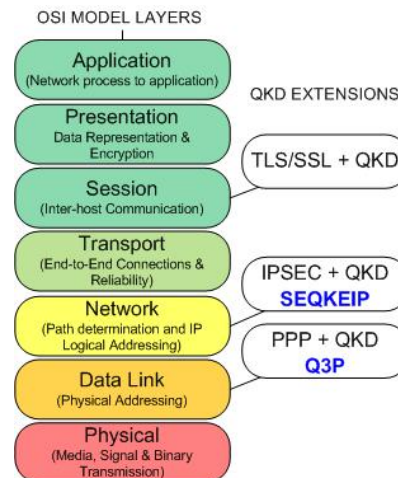 OSI MODEL LAYERS
Application
(Network process to application)
QKD EXTENSIONS
Presentation
Data Representation &
Encryption
TLS/SSL + QKD
Session
(Inter-host Communication)
Transport
(End-to-End Connections &
Reliability)
IPSEC + QKD
SEQKEIP
Network
(Path determination and IP
Logical Addressing)
PPP + QKD
Q3P
Data Link
(Physical Addressing)
Physical
(Media, Signal & Binary
Transmission)